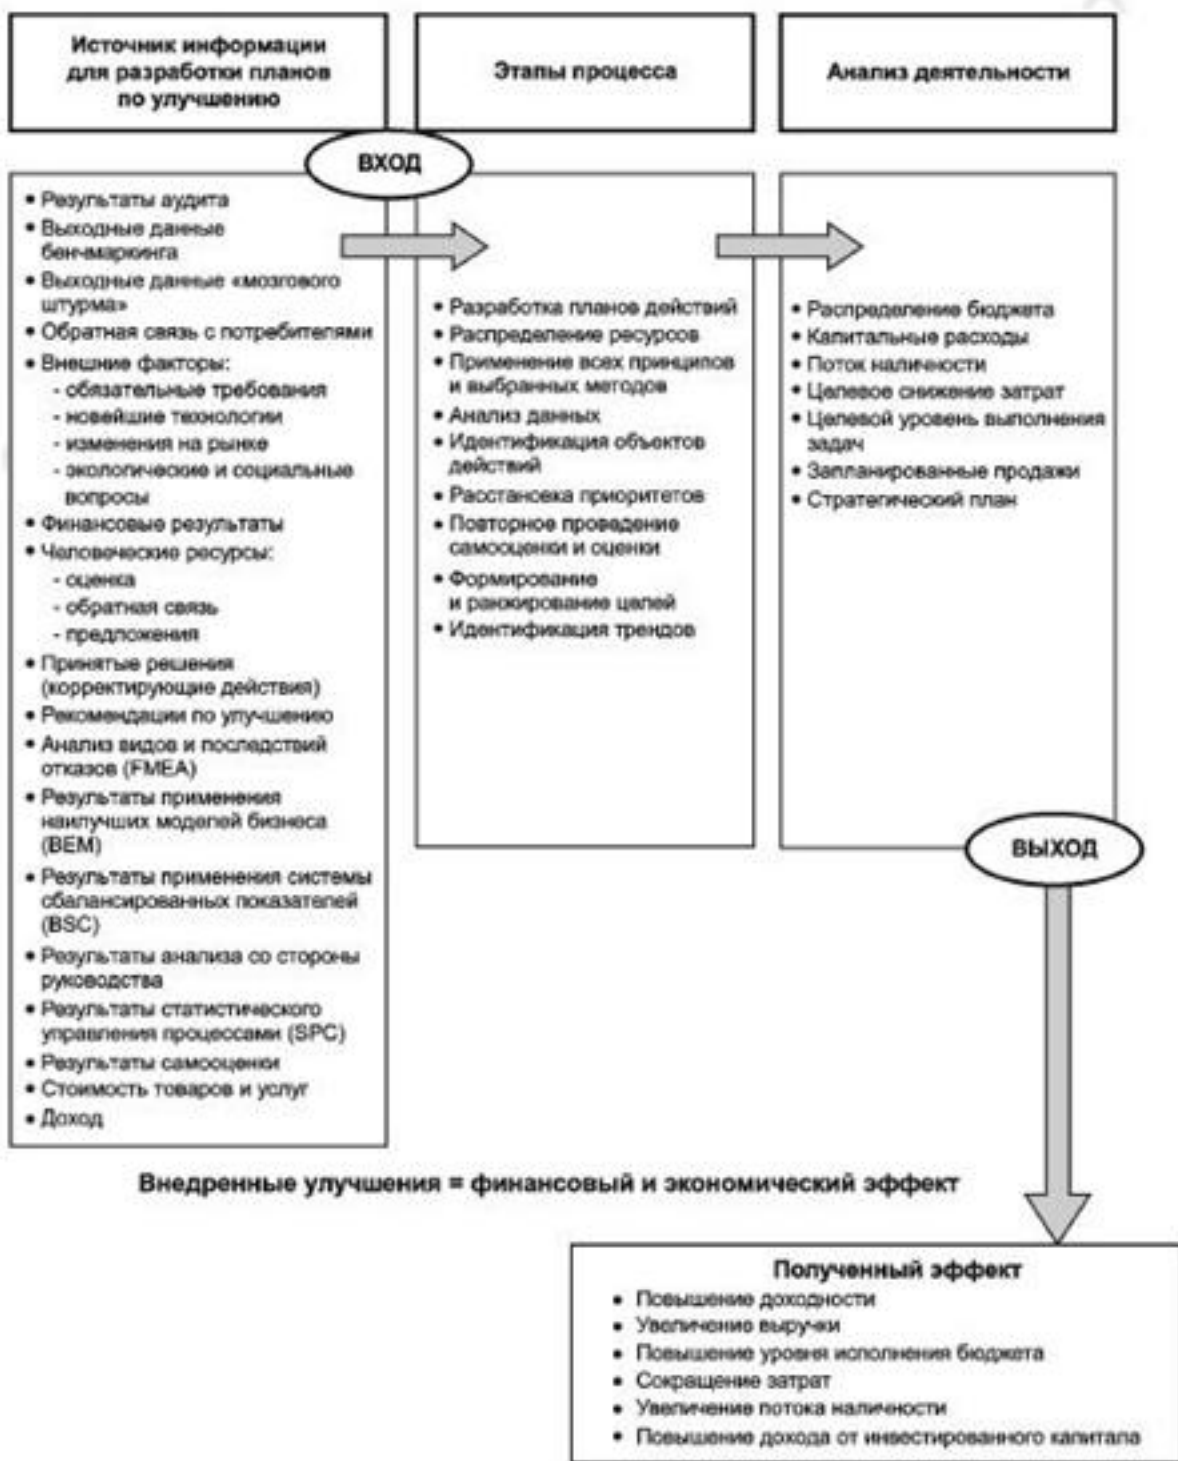 Источник информации
для разработки планов
по улучшению
Этапы процесса
Анализ деятельности
ВХОД
• Результаты аудита
• Выходные данные
бенчмаркинга
• Выходные данные «мозгового
штурма»
• Обратная связь с потребителями
• Внешние факторы:
- обязательные требования
- новейшие технологии
- изменения на рынке
- экологические и социальные
вопросы
• Финансовые результаты
• Человеческие ресурсы:
- оценка
- обратная связь
- предложения
• Принятые решения
(корректирующие действия)
• Рекомендации по улучшению
• Анализ видов и последствий
отказов (FMEA)
• Результаты применения
наилучших моделей бизнеса
(BEM)
• Результаты применения системы
сбалансированных показателей
(BSC)
• Результаты анализа со стороны
руководства
• Результаты статистического
управления процессами (SPC)
• Результаты самооценки
• Стоимость товаров и услуг
• Доход
• Разработка планов действий
• Распределение ресурсов
• Применение всех принципов
и выбранных методов
• Анализ данных
• Идентификация объектов
действий
• Расстановка приоритетов
• Повторное проведение
самооценки и оценки
• Формирование
и ранжирование целей
• Идентификация трендов
• Распределение бюджета
• Капитальные расходы
• Поток наличности
• Целевое снижение затрат
• Целевой уровень выполнения
задач
• Запланированные продажи
• Стратегический план
ВЫХОД
Внедренные улучшения = финансовый и экономический эффект
Полученный эффект
• Повышение доходности
• Увеличение выручки
• Повышение уровня исполнения бюджета
• Сокращение затрат
• Увеличение потока наличности
• Повышение дохода от инвестированного капитала